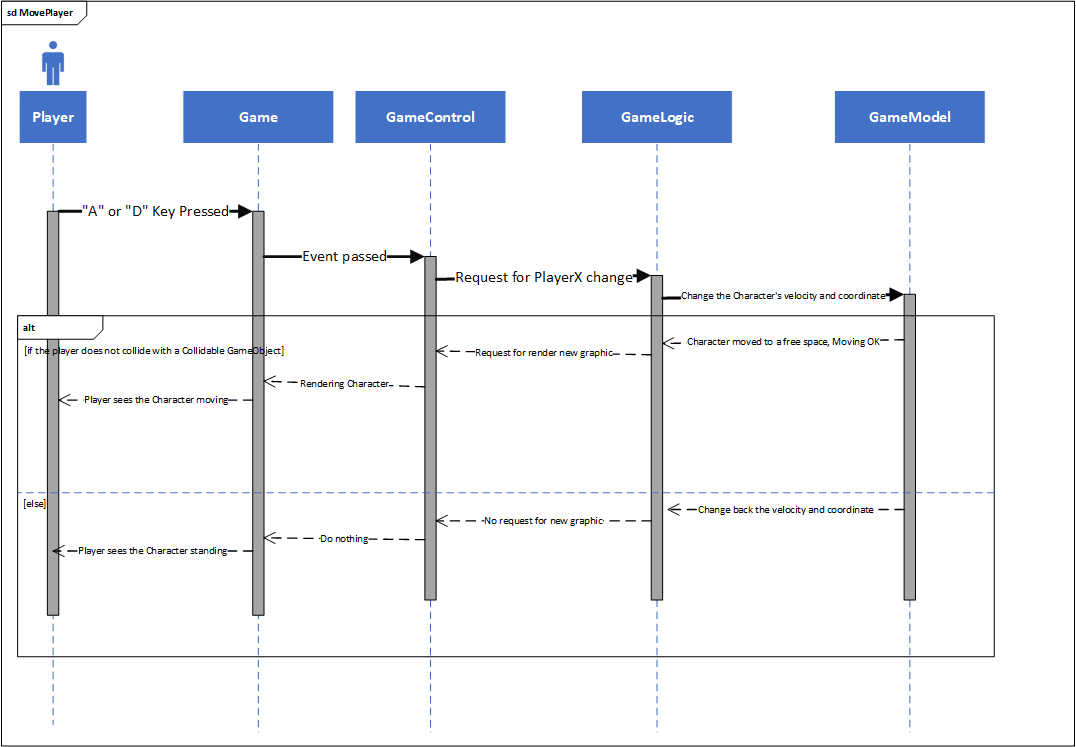 sd MovePlayer
Player
Game
GameControl
GameLogic
GameModel
"A" or "D" Key Pressed
Event passed
Request for PlayerX change
Change the Character's velocity and coordinate
alt
[if the player does not collide with a Collidable GameObject]
Character moved to a free space, Moving OK
Request for render new graphic
Rendering Character
Player sees the Character moving
[else]
Change back the velocity and coordinate
No request for new graphic
Do nothing
Player sees the Character standing